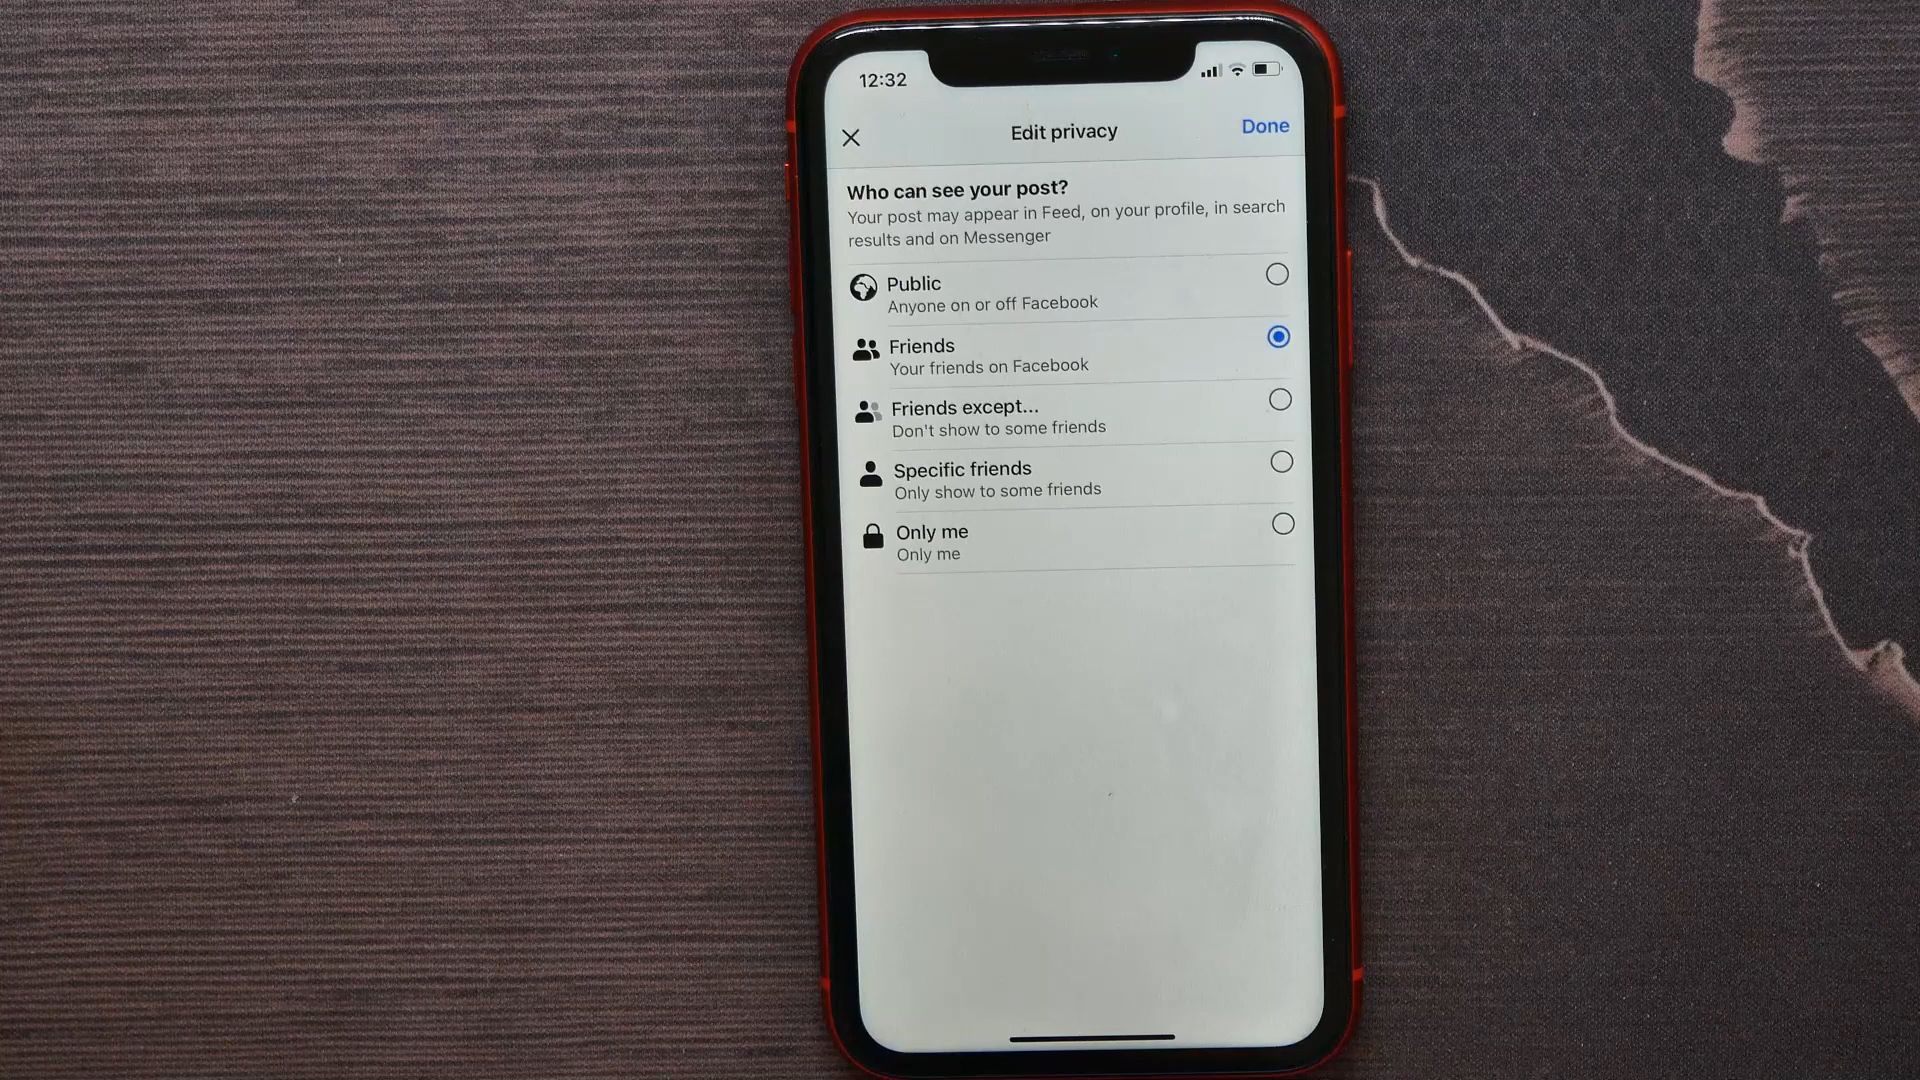 12:32
Edit privacy
Done
Who can see your post?
Your post may appear in Feed, on your profile, in search
results and on Messenger
Public
Anyone on or off Facebook
Friends
Your friends on Facebook
Friends except...
Don't show to some friends
Specific friends
Only show to some friends
Only me
Only me